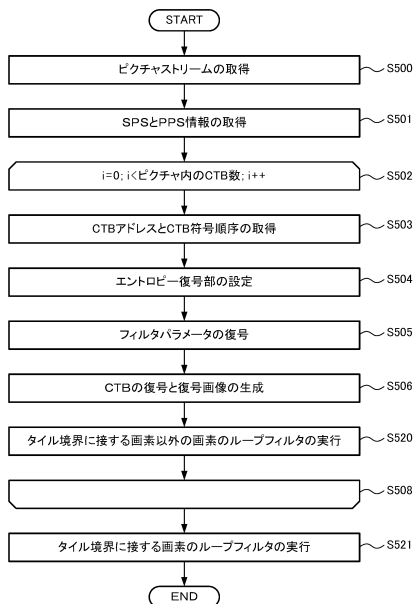 START
ピクチャストリームの取得
S500
SPSとPPS情報の取得
S501
i=0; i<ピクチャ内のCTB数; i++
S502
CTBアドレスとCTB符号順序の取得
S503
エントロピー復号部の設定
S504
フィルタパラメータの復号
S505
CTBの復号と復号画像の生成
S506
タイル境界に接する画素以外の画素のループフィルタの実行
S520
S508
タイル境界に接する画素のループフィルタの実行
S521
END